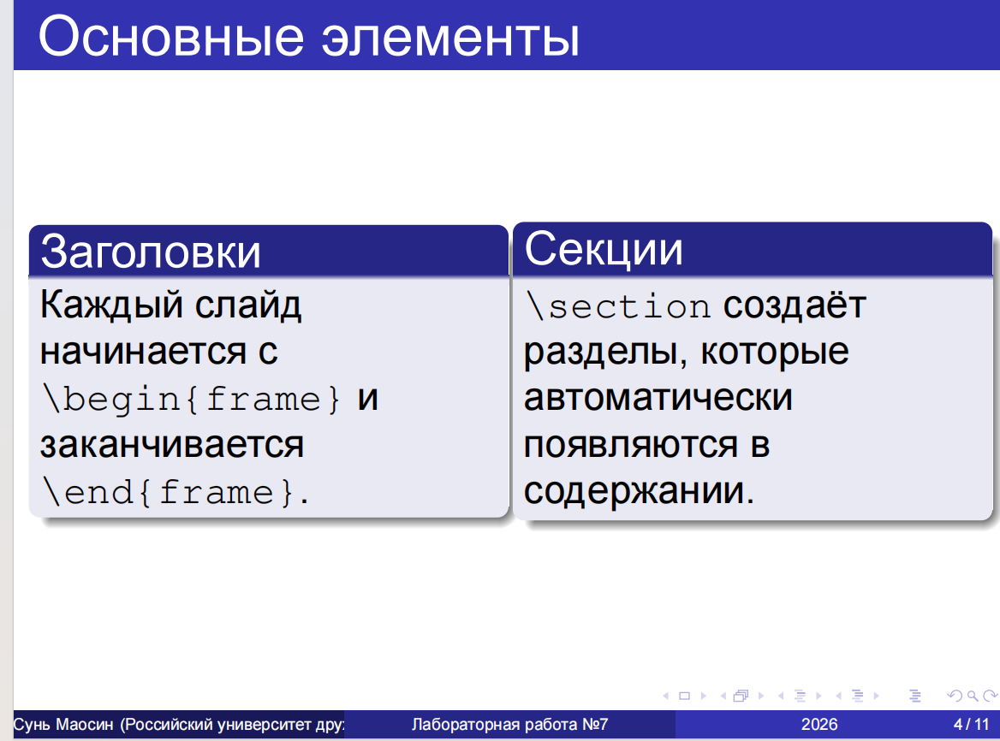 Основные элементы
Заголовки
Каждый слайд
начинается с
\begin{frame} и
заканчивается
\end{frame}.
Секции
\section создаёт
разделы, которые
автоматически
появляются в
содержании.
Сунь Маосин (Российский университет
Лабораторная работа №7
2026
4 / 11